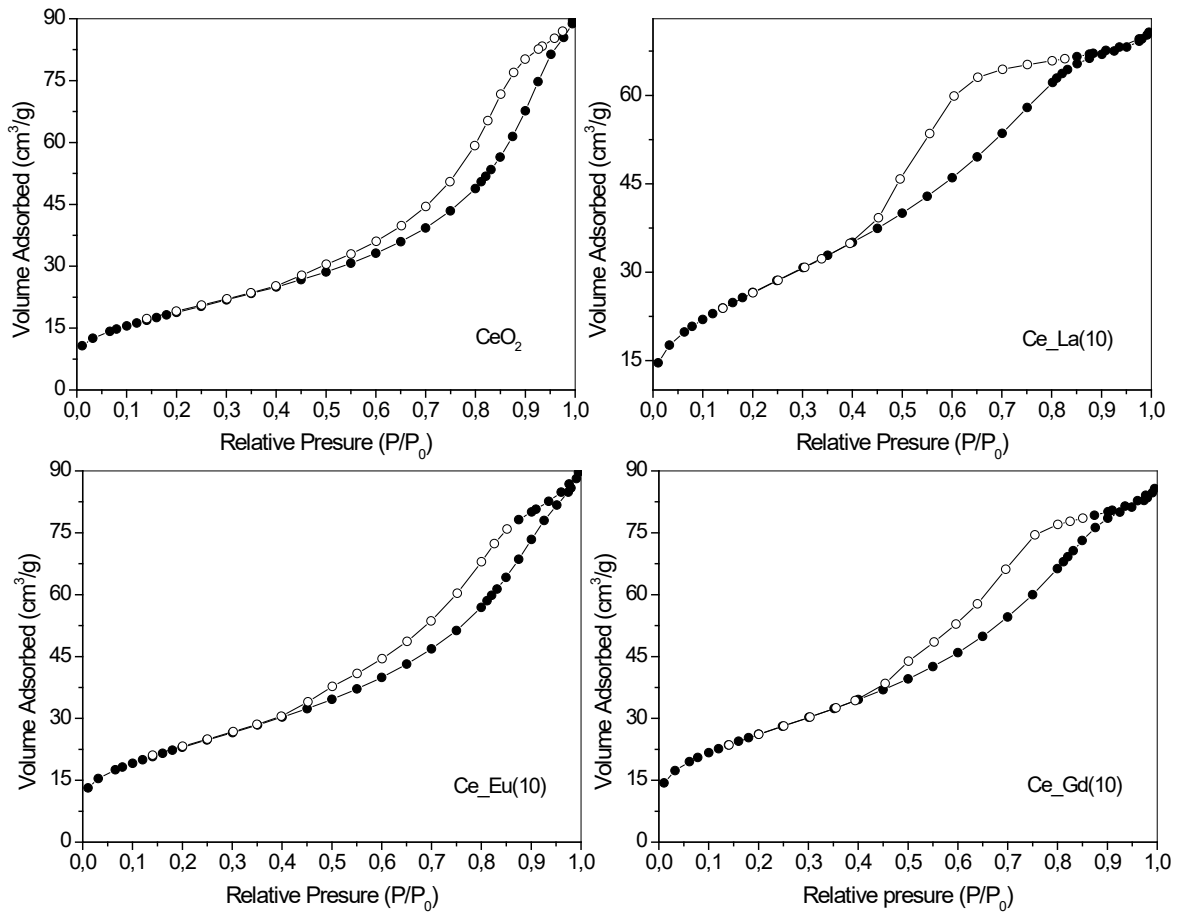 90
75
60
45
30
15
0
Volume Adsorbed (cm³/g)
CeO₂
0,0 0,1 0,2 0,3 0,4 0,5 0,6 0,7 0,8 0,9 1,0
Relative Presure (P/P₀)
60
45
30
15
Volume Adsorbed (cm³/g)
Ce_La(10)
0,0 0,1 0,2 0,3 0,4 0,5 0,6 0,7 0,8 0,9 1,0
Relative Presure (P/P₀)
90
75
60
45
30
15
0
Volume Adsorbed (cm³/g)
Ce_Eu(10)
0,0 0,1 0,2 0,3 0,4 0,5 0,6 0,7 0,8 0,9 1,0
Relative Presure (P/P₀)
90
75
60
45
30
15
0
Volume Adsorbed (cm³/g)
Ce_Gd(10)
0,0 0,1 0,2 0,3 0,4 0,5 0,6 0,7 0,8 0,9 1,0
Relative presure (P/P₀)